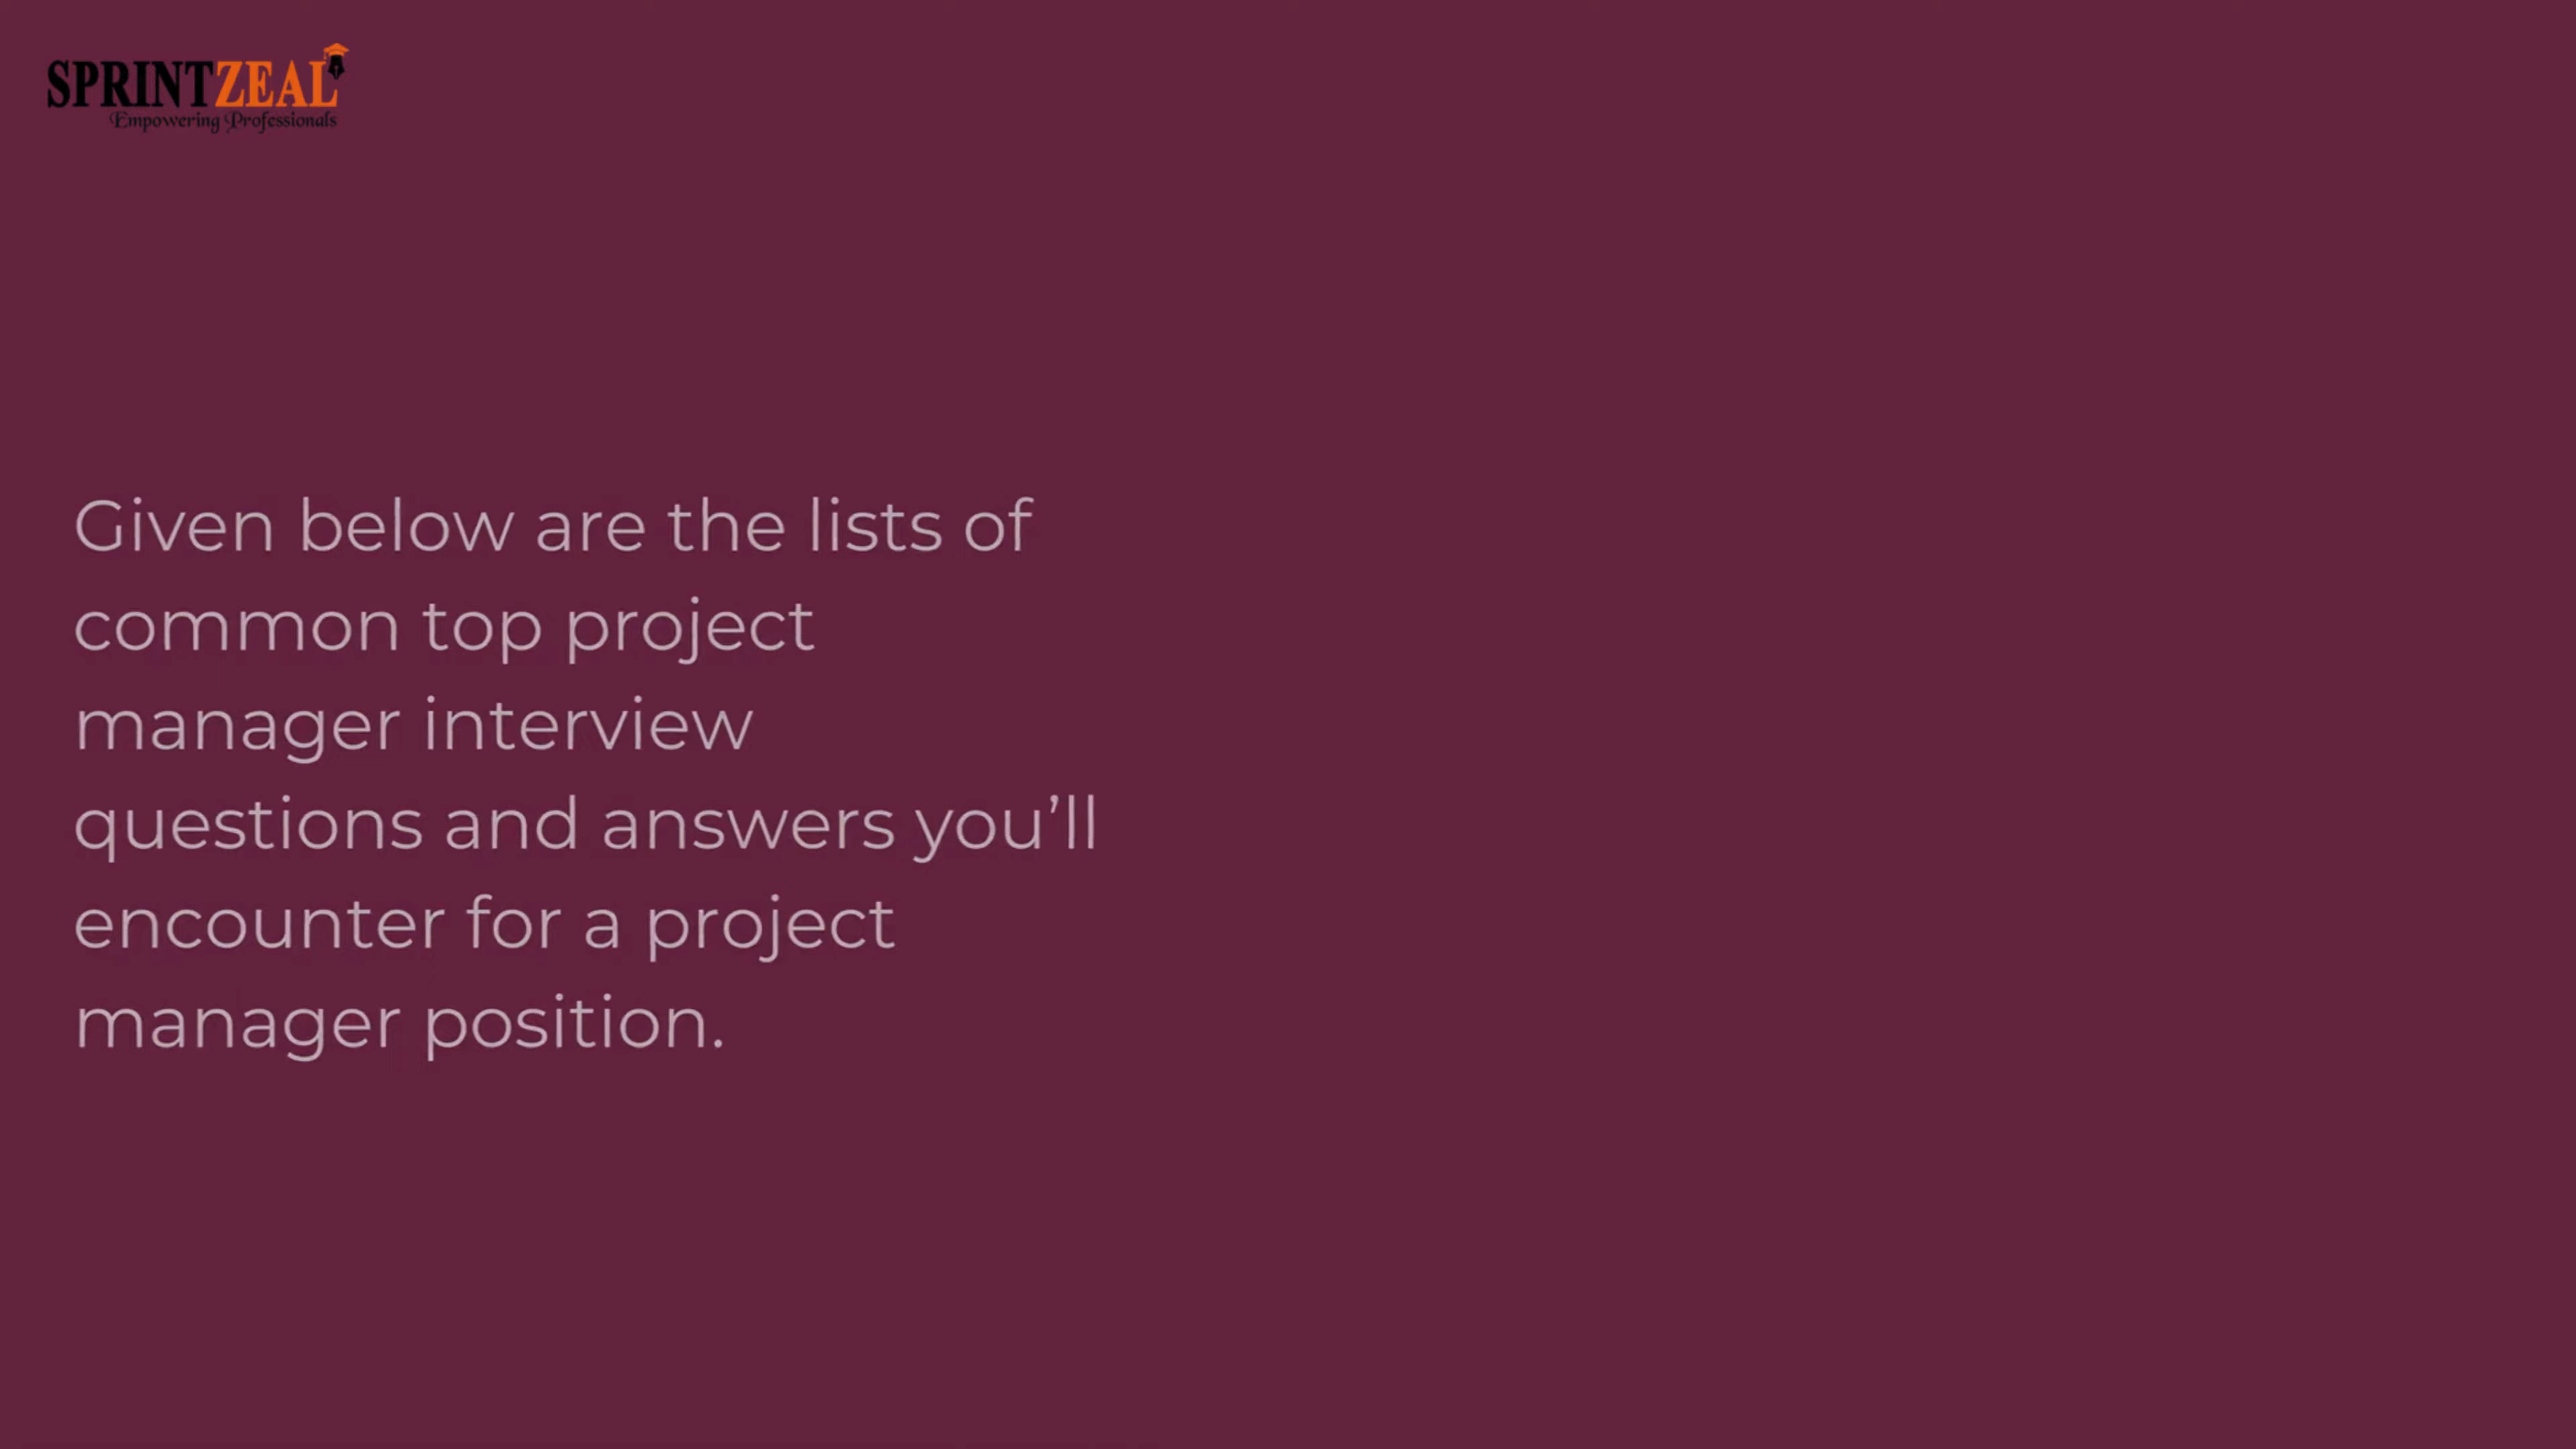 SPRINTZEAL
Empowering Professionals
Given below are the lists of
common top project
manager interview
questions and answers you’ll
encounter for a project
manager position.